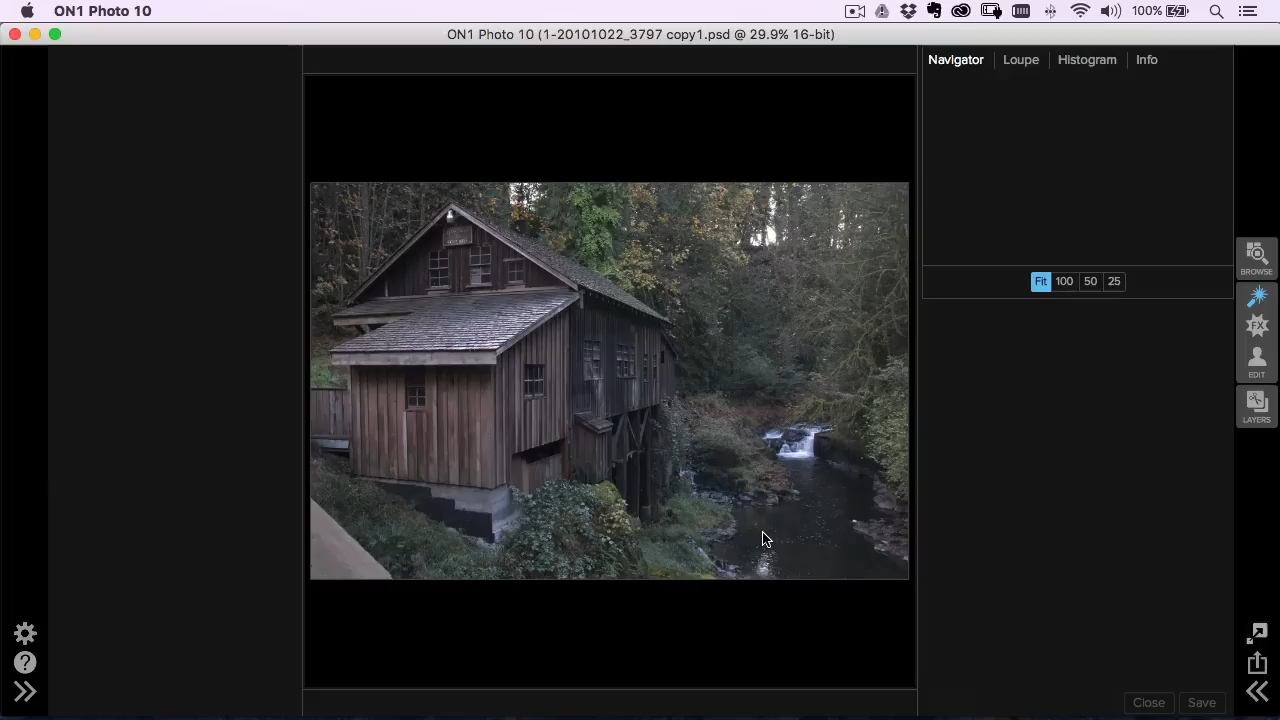 ON1 Photo 10
100%
ON1 Photo 10 (1-20101022_3797 copy1.psd @ 29.9% 16-bit)
Navigator Loupe Histogram Info
Fit 100 50 25
BROWSE
FX
EDIT
LAYERS
Close Save